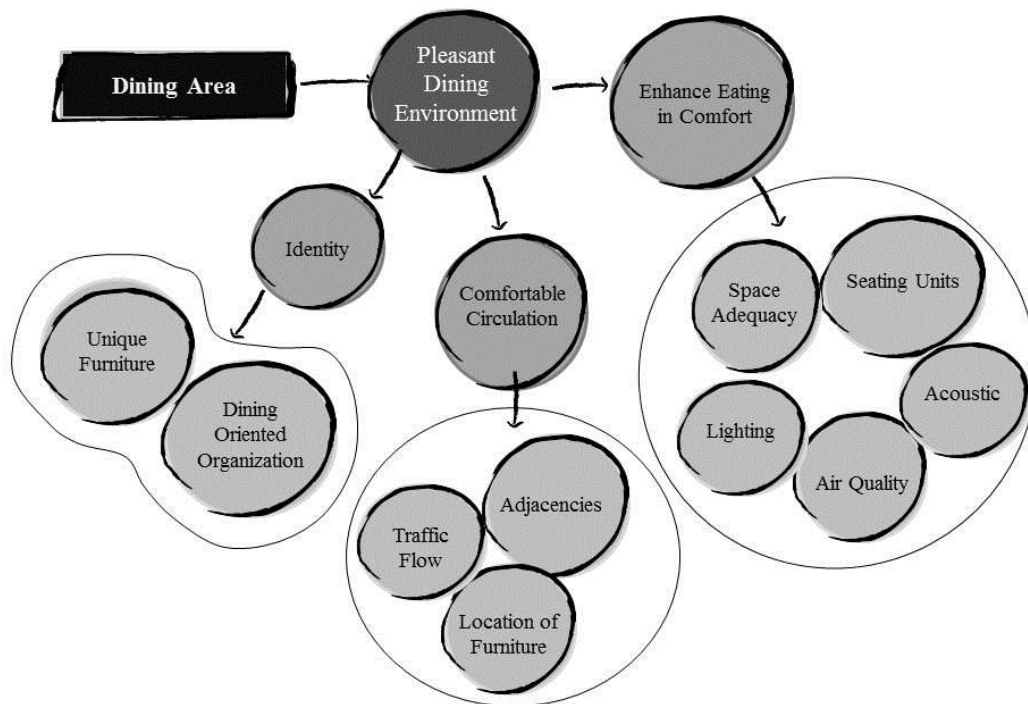 Dining Area
Pleasant
Dining
Environment
Enhance Eating
in Comfort
Identity
Comfortable
Circulation
Unique
Furniture
Dining
Oriented
Organization
Traffic
Flow
Adjacencies
Location of
Furniture
Space
Adequacy
Seating Units
Acoustic
Lighting
Air Quality